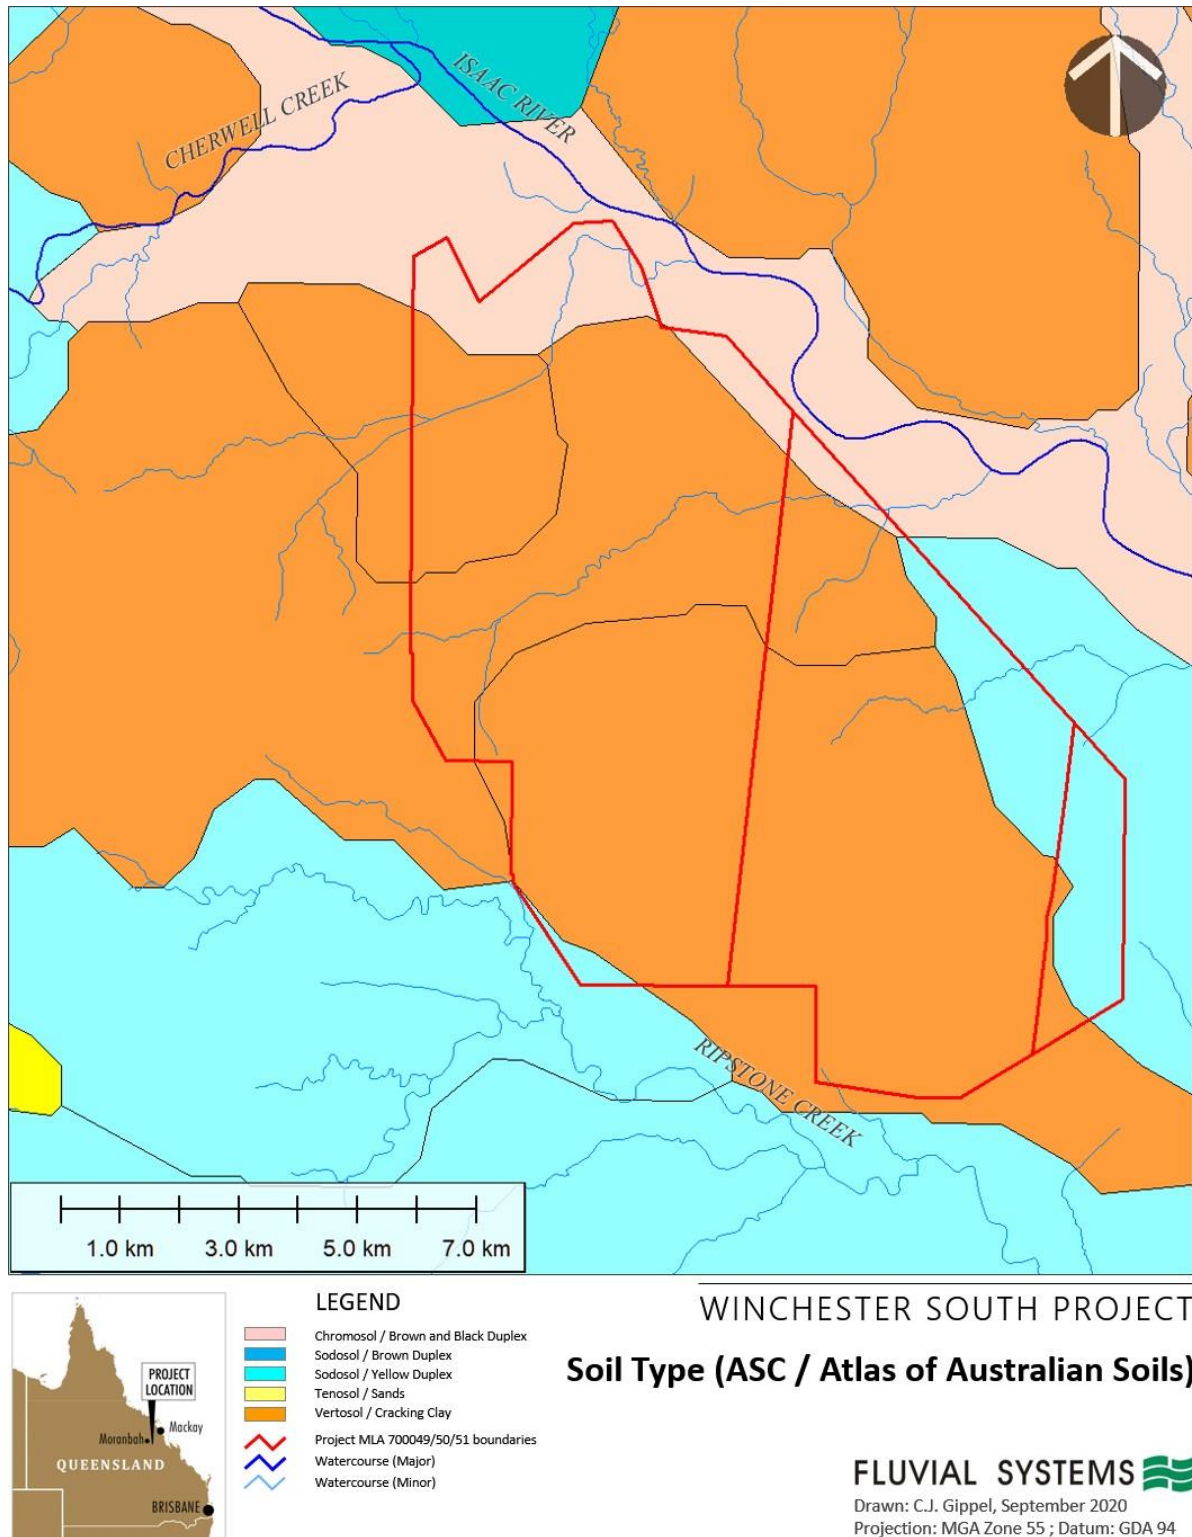 CHERWELL CREEK
ISAAC RIVER
RIPSTONE CREEK
1.0 km 3.0 km 5.0 km 7.0 km
LEGEND
Chromosol / Brown and Black Duplex
Sodosol / Brown Duplex
Sodosol / Yellow Duplex
Tenosol / Sands
Vertosol / Cracking Clay
Project MLA 700049/50/51 boundaries
Watercourse (Major)
Watercourse (Minor)
PROJECT
LOCATION
Mackay
Moranbah
QUEENSLAND
BRISBANE
WINCHESTER SOUTH PROJECT
Soil Type (ASC / Atlas of Australian Soils)
FLUVIAL SYSTEMS
Drawn: C.J. Gippel, September 2020
Projection: MGA Zone 55 ; Datum: GDA 94